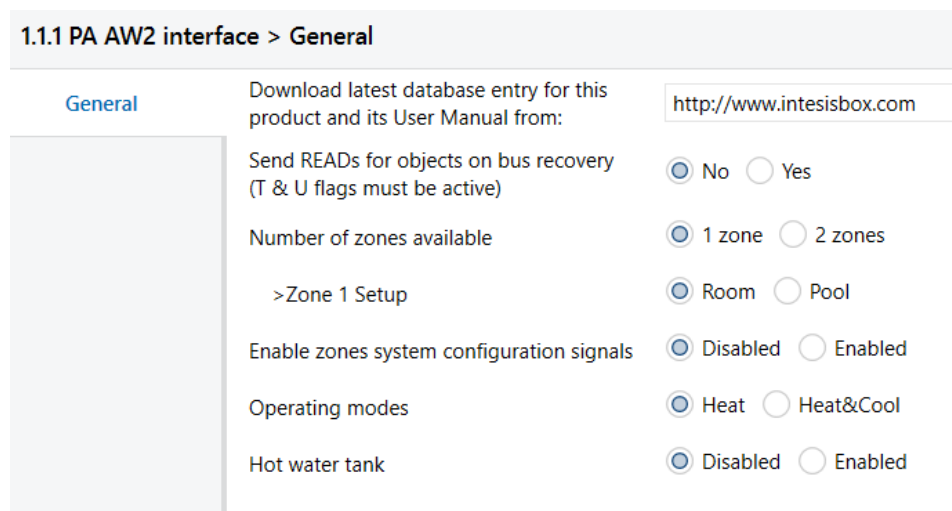 1.1.1 PA AW2 interface > General
General
Download latest database entry for this
product and its User Manual from:
http://www.intesisbox.com
Send READs for objects on bus recovery
(T & U flags must be active)
No Yes
Number of zones available
1 zone 2 zones
>Zone 1 Setup
Room Pool
Enable zones system configuration signals
Disabled Enabled
Operating modes
Heat Heat&Cool
Hot water tank
Disabled Enabled